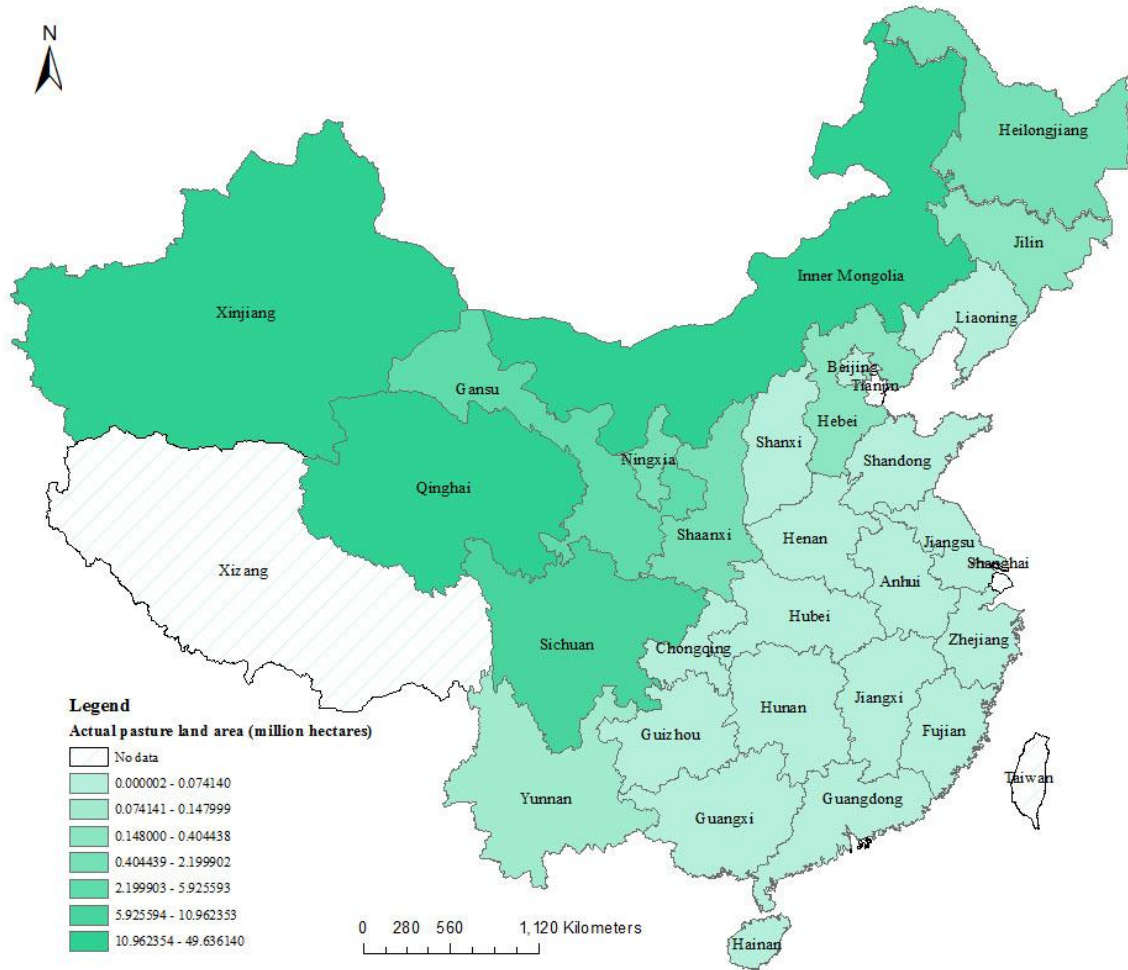 N
Heilongjiang
Jilin
Inner Mongolia
Liaoning
Xinjiang
Beijing
Tianjin
Gansu
Hebei
Shanxi
Shandong
Ningxia
Qinghai
Shaanxi
Henan
Jiangsu
Shanghai
Xizang
Anhui
Hubei
Zhejiang
Sichuan
Chongqing
Hunan
Jiangxi
Guizhou
Fujian
Yunnan
Guangxi
Guangdong
Taiwan
Hainan
Legend
Actual pasture land area (million hectares)
No data
0.000002 - 0.074140
0.074141 - 0.147999
0.148000 - 0.404438
0.404439 - 2.199902
2.199903 - 5.925593
5.925594 - 10.962353
10.962354 - 49.636140
0 280 560 1,120 Kilometers